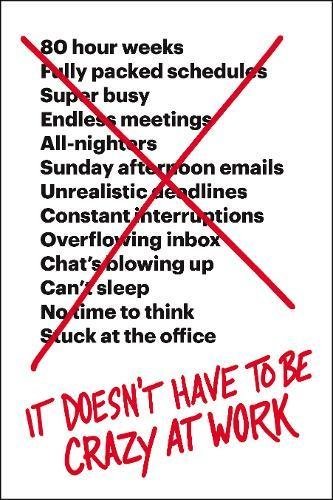 80 hour weeks
Fully packed schedules
Super busy
Endless meetings
All-nighters
Sunday afternoon emails
Unrealistic deadlines
Constant interruptions
Overflowing inbox
Chat's blowing up
Can't sleep
No time to think
Stuck at the office
IT DOESN'T HAVE TO BE
CRAZY AT WORK